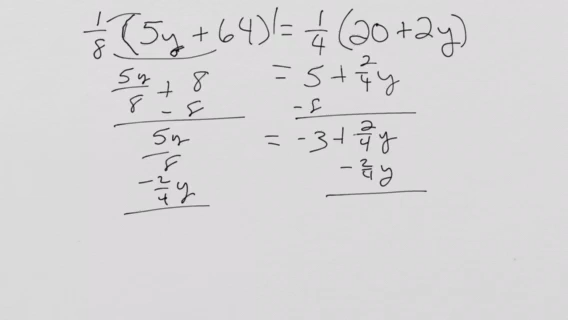 1/8 (5y + 64) = 1/4 (20 + 2y)
5y/8 + 8 = 5 + 2/4 y
- 8 - 8
5y/8 = -3 + 2/4 y
- 2/4 y - 2/4 y